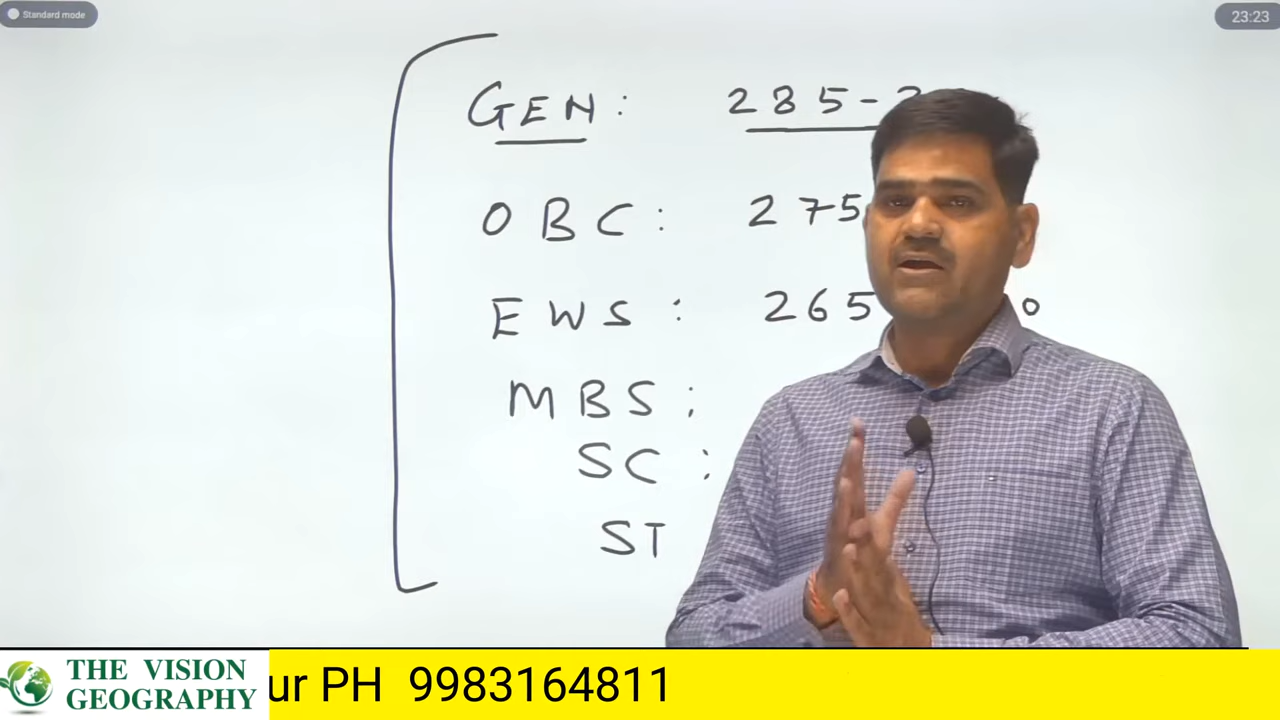 Standard mode
23:23
GEN: 285-
OBC: 275
EWS: 265 0
MBS:
SC:
ST
THE VISION GEOGRAPHY
ur PH 9983164811